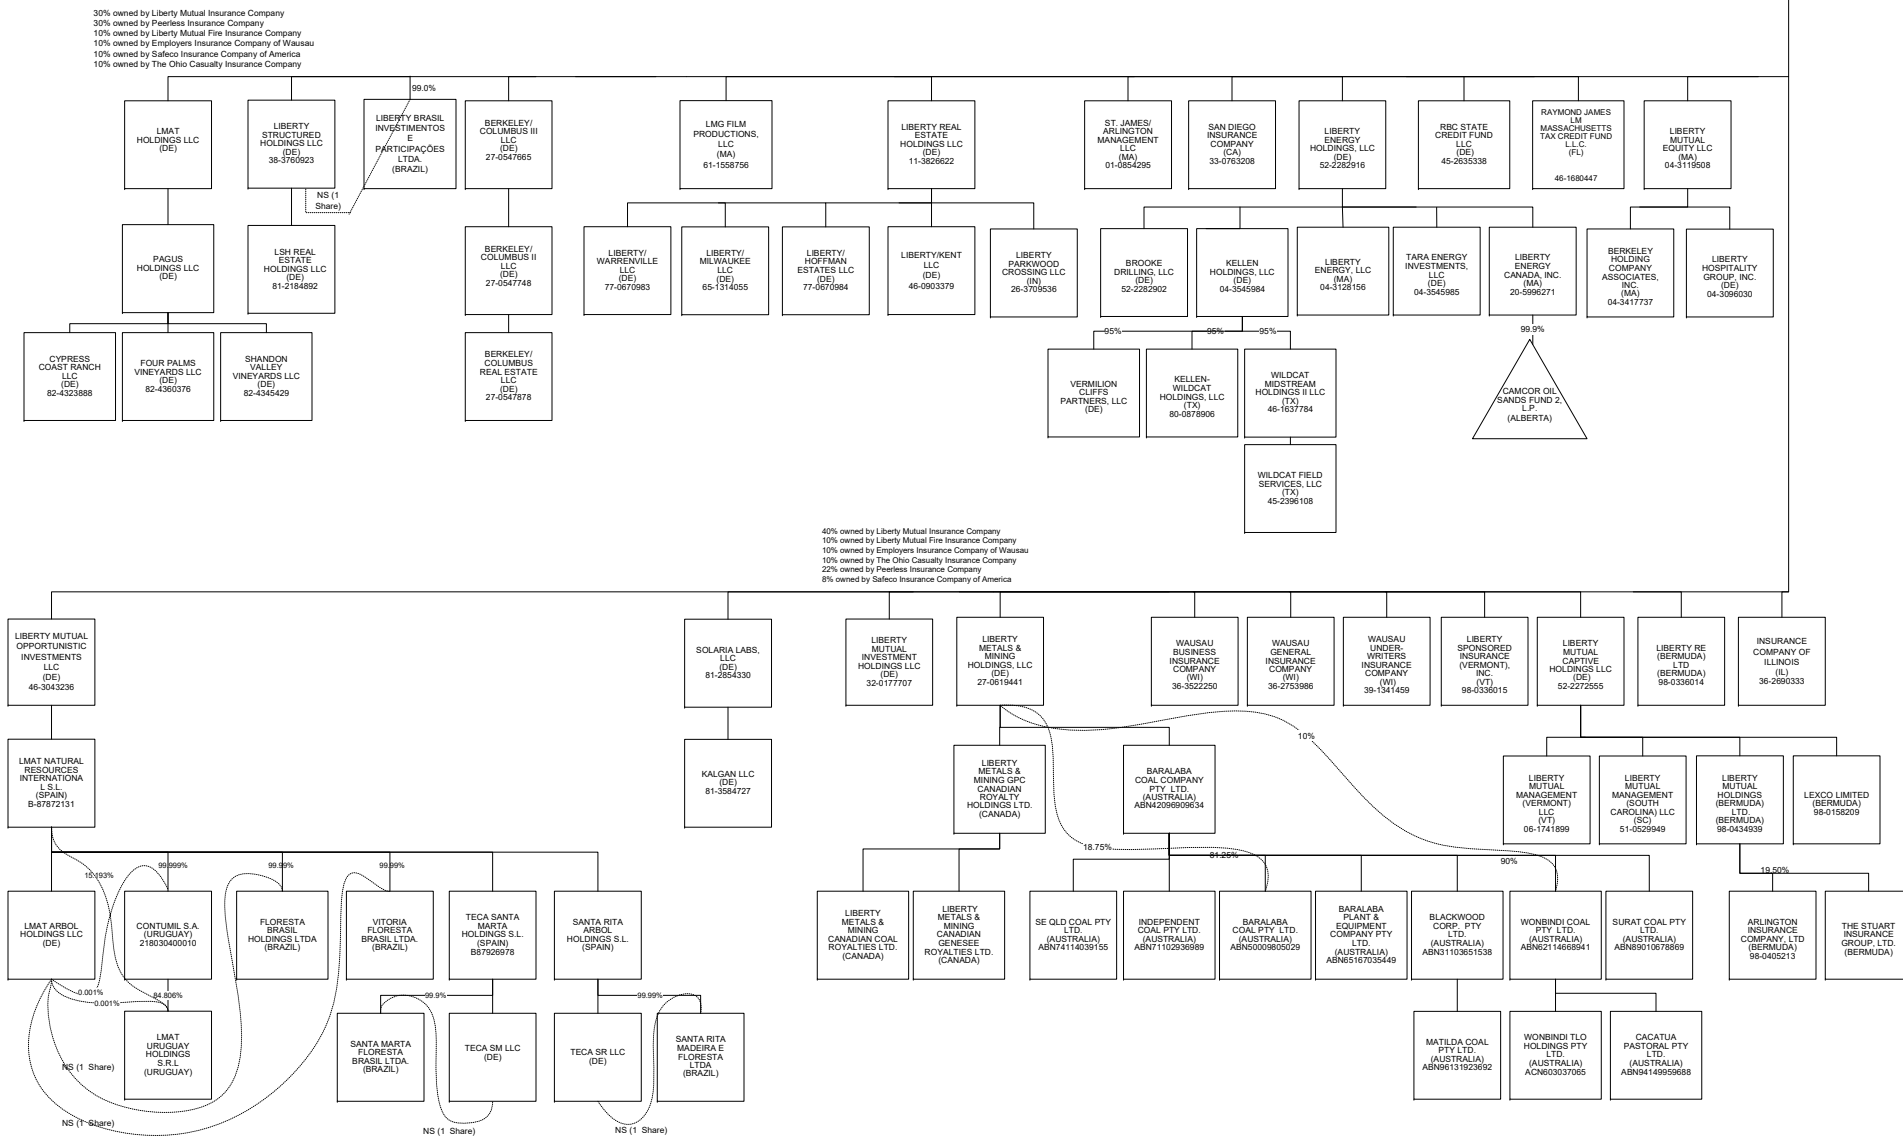 30% owned by Liberty Mutual Insurance Company
30% owned by Peerless Insurance Company
10% owned by Liberty Mutual Fire Insurance Company
10% owned by Employers Insurance Company of Wausau
10% owned by Safeco Insurance Company of America
10% owned by The Ohio Casualty Insurance Company
99.0%
LMAT
HOLDINGS LLC
(DE)
LIBERTY
STRUCTURED
HOLDINGS LLC
(DE)
38-3760923
LIBERTY BRASIL
INVESTIMENTOS
E
PARTICIPAÇÕES
LTDA.
(BRAZIL)
BERKELEY/
COLUMBUS III
LLC
(DE)
27-0547665
LMG FILM
PRODUCTIONS,
LLC
(MA)
61-1558756
LIBERTY REAL
ESTATE
HOLDINGS LLC
(DE)
11-3826622
ST. JAMES/
ARLINGTON
MANAGEMENT
LLC
(MA)
01-0854295
SAN DIEGO
INSURANCE
COMPANY
(CA)
33-0763208
LIBERTY
ENERGY
HOLDINGS, LLC
(DE)
52-2282916
RBC STATE
CREDIT FUND
LLC
(DE)
45-2635338
RAYMOND JAMES
LM
MASSACHUSETTS
TAX CREDIT FUND
L.L.C.
(FL)
46-1680447
LIBERTY
MUTUAL
EQUITY LLC
(MA)
04-3119508
NS (1
Share)
PAGUS
HOLDINGS LLC
(DE)
LSH REAL
ESTATE
HOLDINGS LLC
(DE)
81-2184892
BERKELEY/
COLUMBUS II
LLC
(DE)
27-0547748
LIBERTY/
WARRENVILLE
LLC
(DE)
77-0670983
LIBERTY/
MILWAUKEE
LLC
(DE)
65-1314055
LIBERTY/
HOFFMAN
ESTATES LLC
(DE)
77-0670984
LIBERTY/KENT
LLC
(DE)
46-0903379
LIBERTY
PARKWOOD
CROSSING LLC
(IN)
26-3709536
BROOKE
DRILLING, LLC
(DE)
52-2282902
KELLEN
HOLDINGS, LLC
(DE)
04-3545984
LIBERTY
ENERGY, LLC
(MA)
04-3128156
TARA ENERGY
INVESTMENTS,
LLC
(DE)
04-3545985
LIBERTY
ENERGY
CANADA, INC.
(MA)
20-5996271
BERKELEY
HOLDING
COMPANY
ASSOCIATES,
INC.
(MA)
04-3417737
LIBERTY
HOSPITALITY
GROUP, INC.
(DE)
04-3096030
95%
95%
95%
99.9%
CYPRESS
COAST RANCH
LLC
(DE)
82-4323888
FOUR PALMS
VINEYARDS LLC
(DE)
82-4360376
SHANDON
VALLEY
VINEYARDS LLC
(DE)
82-4345429
BERKELEY/
COLUMBUS
REAL ESTATE
LLC
(DE)
27-0547878
VERMILION
CLIFFS
PARTNERS, LLC
(DE)
KELLEN-
WILDCAT
HOLDINGS, LLC
(TX)
80-0878906
WILDCAT
MIDSTREAM
HOLDINGS II LLC
(TX)
46-1637784
CAMCOR OIL
SANDS FUND 2,
L.P.
(ALBERTA)
WILDCAT FIELD
SERVICES, LLC
(TX)
45-2396108
40% owned by Liberty Mutual Insurance Company
10% owned by Liberty Mutual Fire Insurance Company
10% owned by Employers Insurance Company of Wausau
10% owned by The Ohio Casualty Insurance Company
22% owned by Peerless Insurance Company
8% owned by Safeco Insurance Company of America
LIBERTY MUTUAL
OPPORTUNISTIC
INVESTMENTS
LLC
(DE)
46-3043236
SOLARIA LABS,
LLC
(DE)
81-2854330
LIBERTY
MUTUAL
INVESTMENT
HOLDINGS LLC
(DE)
32-0177707
LIBERTY
METALS &
MINING
HOLDINGS, LLC
(DE)
27-0619441
WAUSAU
BUSINESS
INSURANCE
COMPANY
(WI)
36-3522250
WAUSAU
GENERAL
INSURANCE
COMPANY
(WI)
36-2753986
WAUSAU
UNDER-
WRITERS
INSURANCE
COMPANY
(WI)
39-1341459
LIBERTY
SPONSORED
INSURANCE
(VERMONT),
INC.
(VT)
98-0336015
LIBERTY
MUTUAL
CAPTIVE
HOLDINGS LLC
(DE)
52-2272555
LIBERTY RE
(BERMUDA)
LTD
(BERMUDA)
98-0336014
INSURANCE
COMPANY OF
ILLINOIS
(IL)
36-2690333
10%
LMAT NATURAL
RESOURCES
INTERNATIONA
L S.L.
(SPAIN)
B-87872131
KALGAN LLC
(DE)
81-3584727
LIBERTY
METALS &
MINING GPC
CANADIAN
ROYALTY
HOLDINGS LTD.
(CANADA)
BARALABA
COAL COMPANY
PTY LTD.
(AUSTRALIA)
ABN42096909634
LIBERTY
MUTUAL
MANAGEMENT
(VERMONT)
LLC
(VT)
06-1741899
LIBERTY
MUTUAL
MANAGEMENT
(SOUTH
CAROLINA) LLC
(SC)
51-0529949
LIBERTY
MUTUAL
HOLDINGS
(BERMUDA)
LTD.
(BERMUDA)
98-0434939
LEXCO LIMITED
(BERMUDA)
98-0158209
18.75%
81.25%
90%
19.50%
15.193%
99.999%
99.99%
99.99%
LMAT ARBOL
HOLDINGS LLC
(DE)
CONTUMIL S.A.
(URUGUAY)
218030400010
FLORESTA
BRASIL
HOLDINGS LTDA
(BRAZIL)
VITORIA
FLORESTA
BRASIL LTDA.
(BRAZIL)
TECA SANTA
MARTA
HOLDINGS S.L.
(SPAIN)
B87926978
SANTA RITA
ARBOL
HOLDINGS S.L.
(SPAIN)
LIBERTY
METALS &
MINING
CANADIAN COAL
ROYALTIES LTD.
(CANADA)
LIBERTY
METALS &
MINING
CANADIAN
GENESEE
ROYALTIES LTD.
(CANADA)
SE QLD COAL PTY
LTD.
(AUSTRALIA)
ABN74114039155
INDEPENDENT
COAL PTY LTD.
(AUSTRALIA)
ABN71102936989
BARALABA
COAL PTY LTD.
(AUSTRALIA)
ABN50009805029
BARALABA
PLANT &
EQUIPMENT
COMPANY PTY
LTD.
(AUSTRALIA)
ABN65167035449
BLACKWOOD
CORP. PTY
LTD.
(AUSTRALIA)
ABN31103651538
WONBINDI COAL
PTY LTD.
(AUSTRALIA)
ABN62114668941
SURAT COAL PTY
LTD.
(AUSTRALIA)
ABN89010678869
ARLINGTON
INSURANCE
COMPANY, LTD
(BERMUDA)
98-0405213
THE STUART
INSURANCE
GROUP, LTD.
(BERMUDA)
0.001%
0.001%
84.806%
99.9%
99.99%
LMAT
URUGUAY
HOLDINGS
S.R.L
(URUGUAY)
SANTA MARTA
FLORESTA
BRASIL LTDA.
(BRAZIL)
TECA SM LLC
(DE)
TECA SR LLC
(DE)
SANTA RITA
MADEIRA E
FLORESTA
LTDA
(BRAZIL)
MATILDA COAL
PTY LTD.
(AUSTRALIA)
ABN96131923692
WONBINDI TLO
HOLDINGS PTY
LTD.
(AUSTRALIA)
ACN603037065
CACATUA
PASTORAL PTY
LTD.
(AUSTRALIA)
ABN94149959688
NS (1 Share)
NS (1 Share)
NS (1 Share)
NS (1 Share)